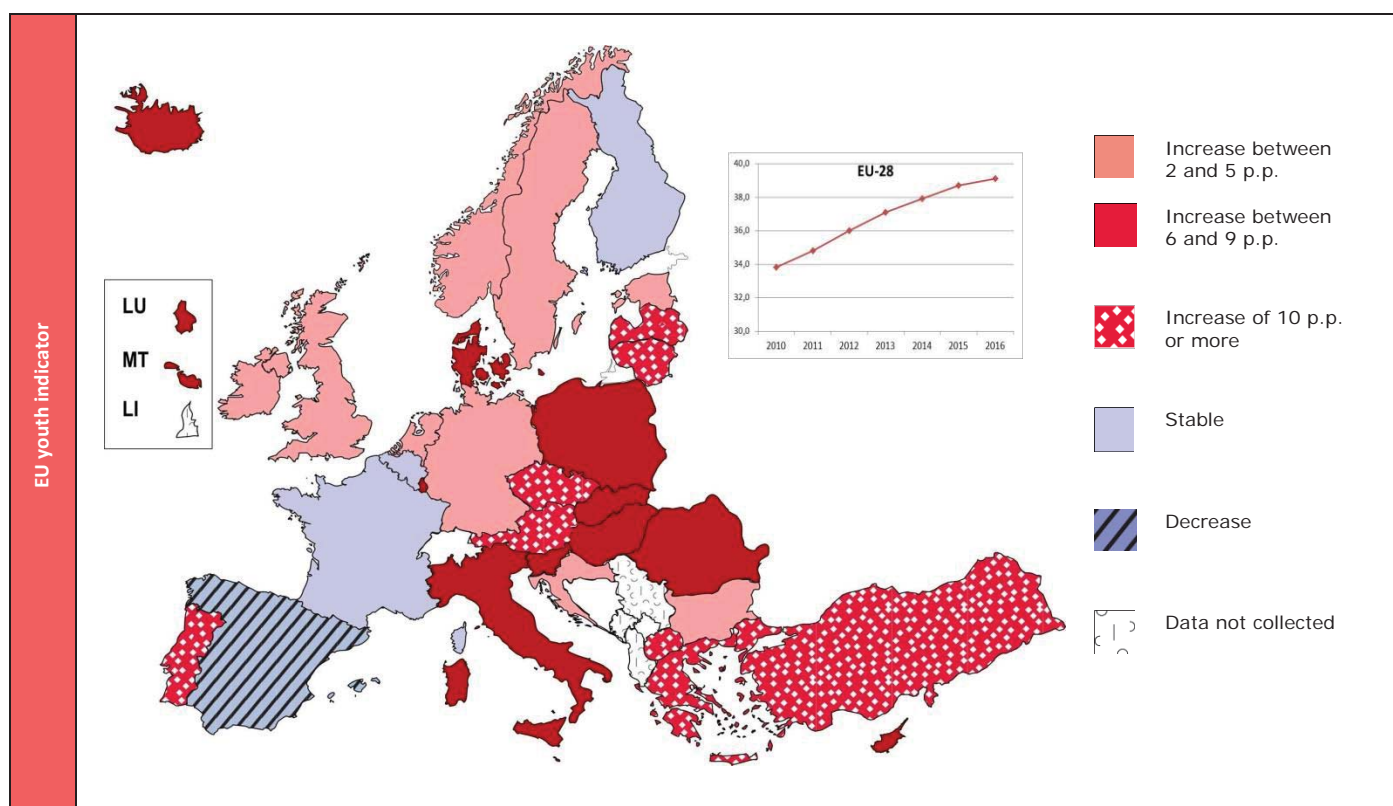 EU youth indicator
LU
MT
LI
EU-28
40,0
38,0
36,0
34,0
32,0
30,0
2010 2011 2012 2013 2014 2015 2016
Increase between
2 and 5 p.p.
Increase between
6 and 9 p.p.
Increase of 10 p.p.
or more
Stable
Decrease
Data not collected